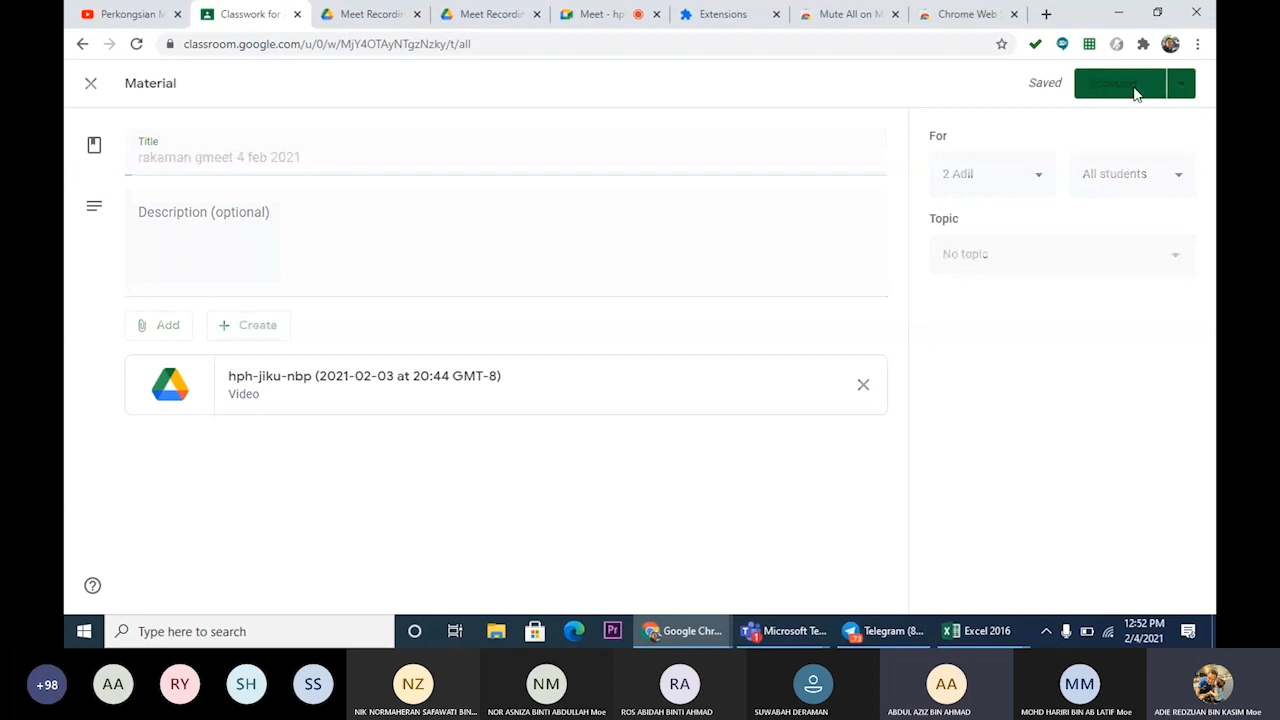 Perkongsian M
Classwork for
Meet Recordin
Meet Recordin
Meet - hp
Extensions
Mute All on M
Chrome Web
classroom.google.com/u/0/w/MjY4OTAyNTgzNzky/t/all
Material
Saved
Title
rakaman gmeet 4 feb 2021
Description (optional)
Add
Create
hph-jiku-nbp (2021-02-03 at 20:44 GMT-8)
Video
For
2 Adil
All students
Topic
No topic
Type here to search
Pr
Google Chr...
Microsoft Te...
Telegram (8...
Excel 2016
12:52 PM
2/4/2021
+98
AA
RY
SH
SS
NZ
NIK NORMAHERAN SAFAWATI BIN...
NM
NOR ASNIZA BINTI ABDULLAH Moe
RA
ROS ABIDAH BINTI AHMAD
SUWABAH DERAMAN
AA
ABDUL AZIZ BIN AHMAD
MM
MOHD HARIRI BIN AB LATIF Moe
ADIE REDZUAN BIN KASIM Moe